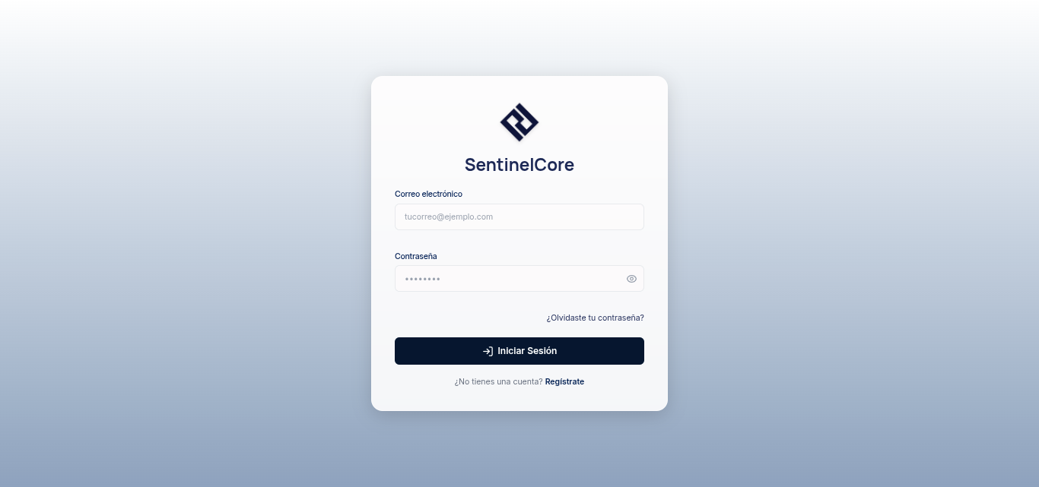 SentinelCore
Correo electrónico
tucorreo@ejemplo.com
Contraseña
••••••••
¿Olvidaste tu contraseña?
Iniciar Sesión
¿No tienes una cuenta? Regístrate